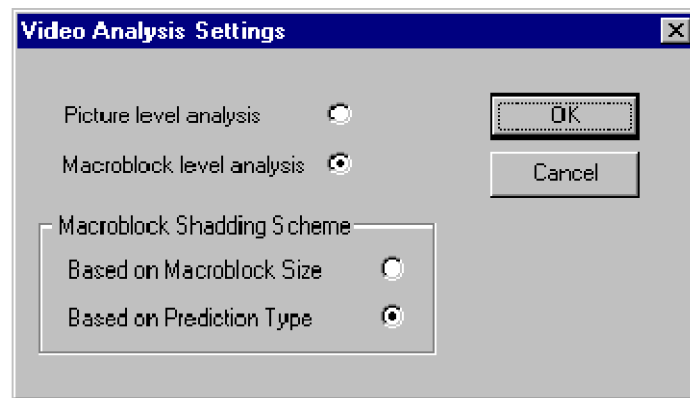 Video Analysis Settings
Picture level analysis
OK
Macroblock level analysis
Cancel
Macroblock Shadding Scheme
Based on Macroblock Size
Based on Prediction Type